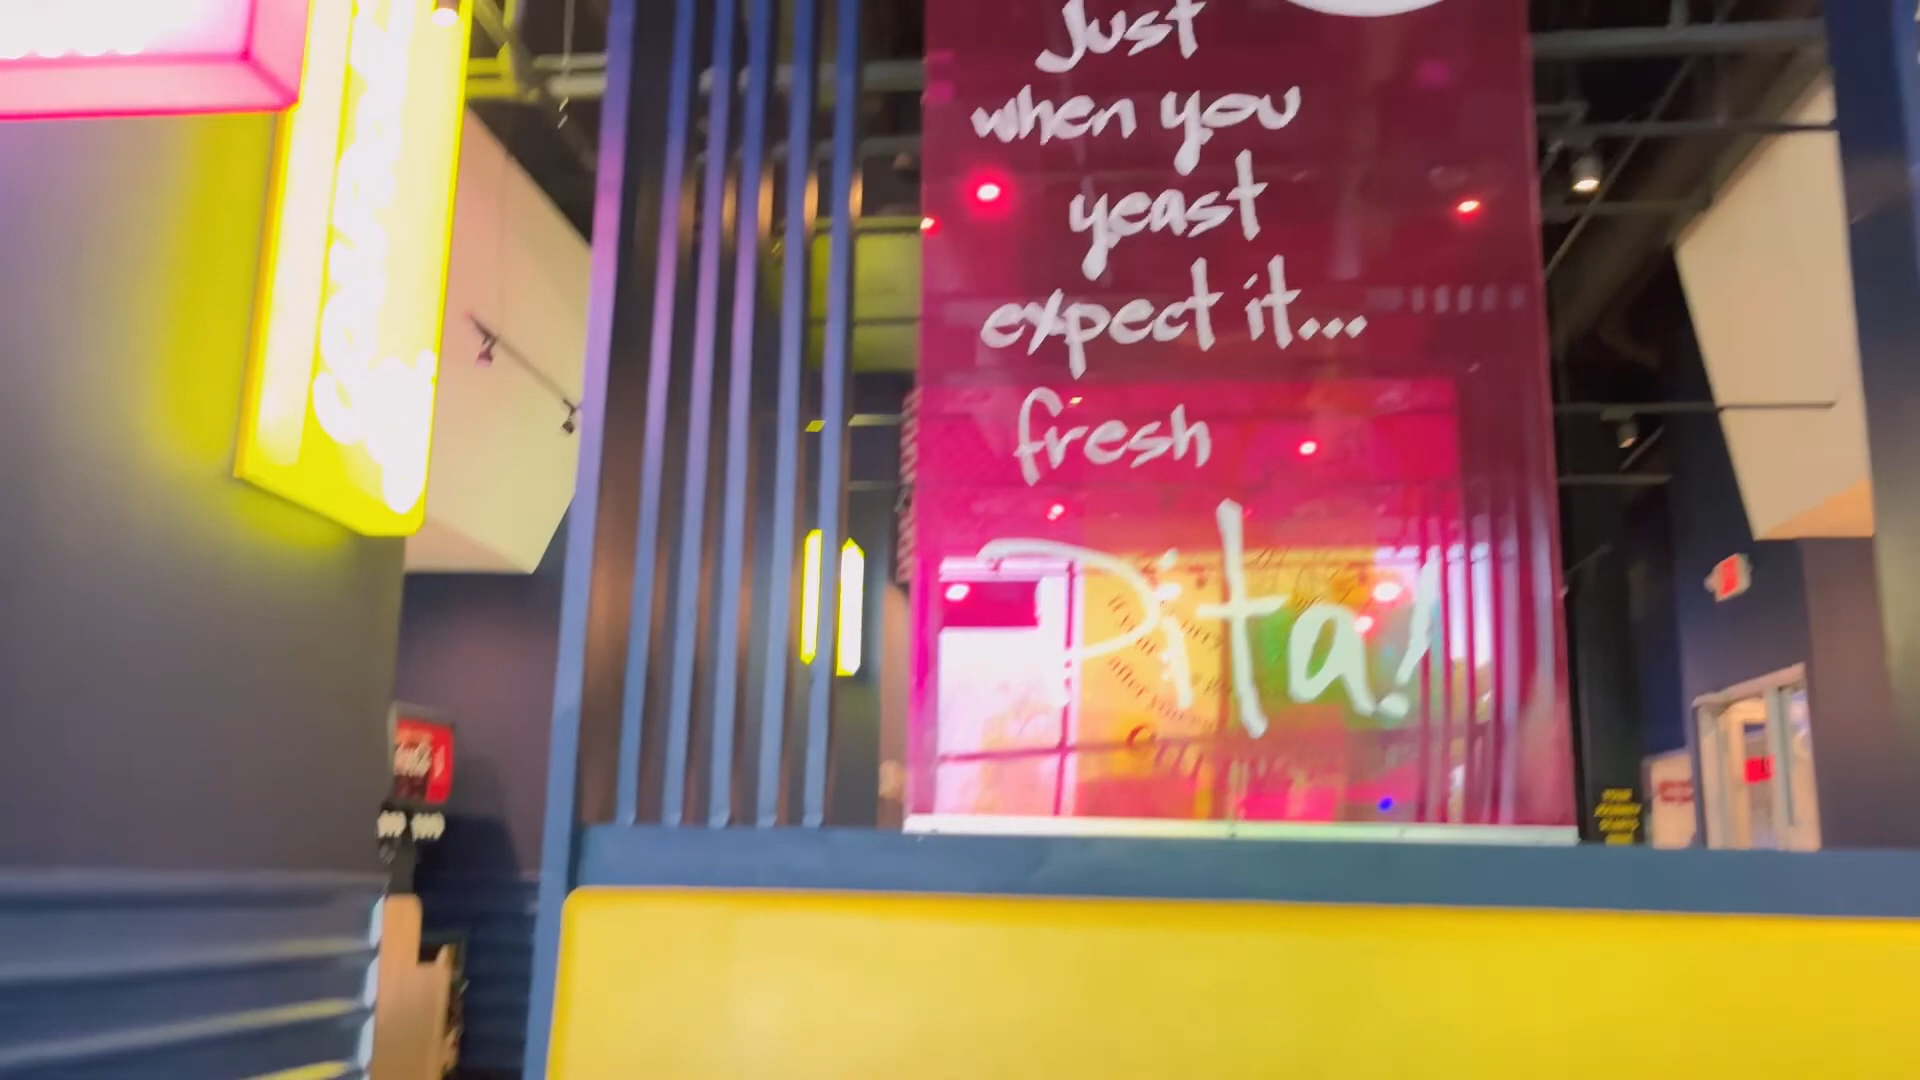 Just
when you
yeast
expect it...
fresh
Pita!